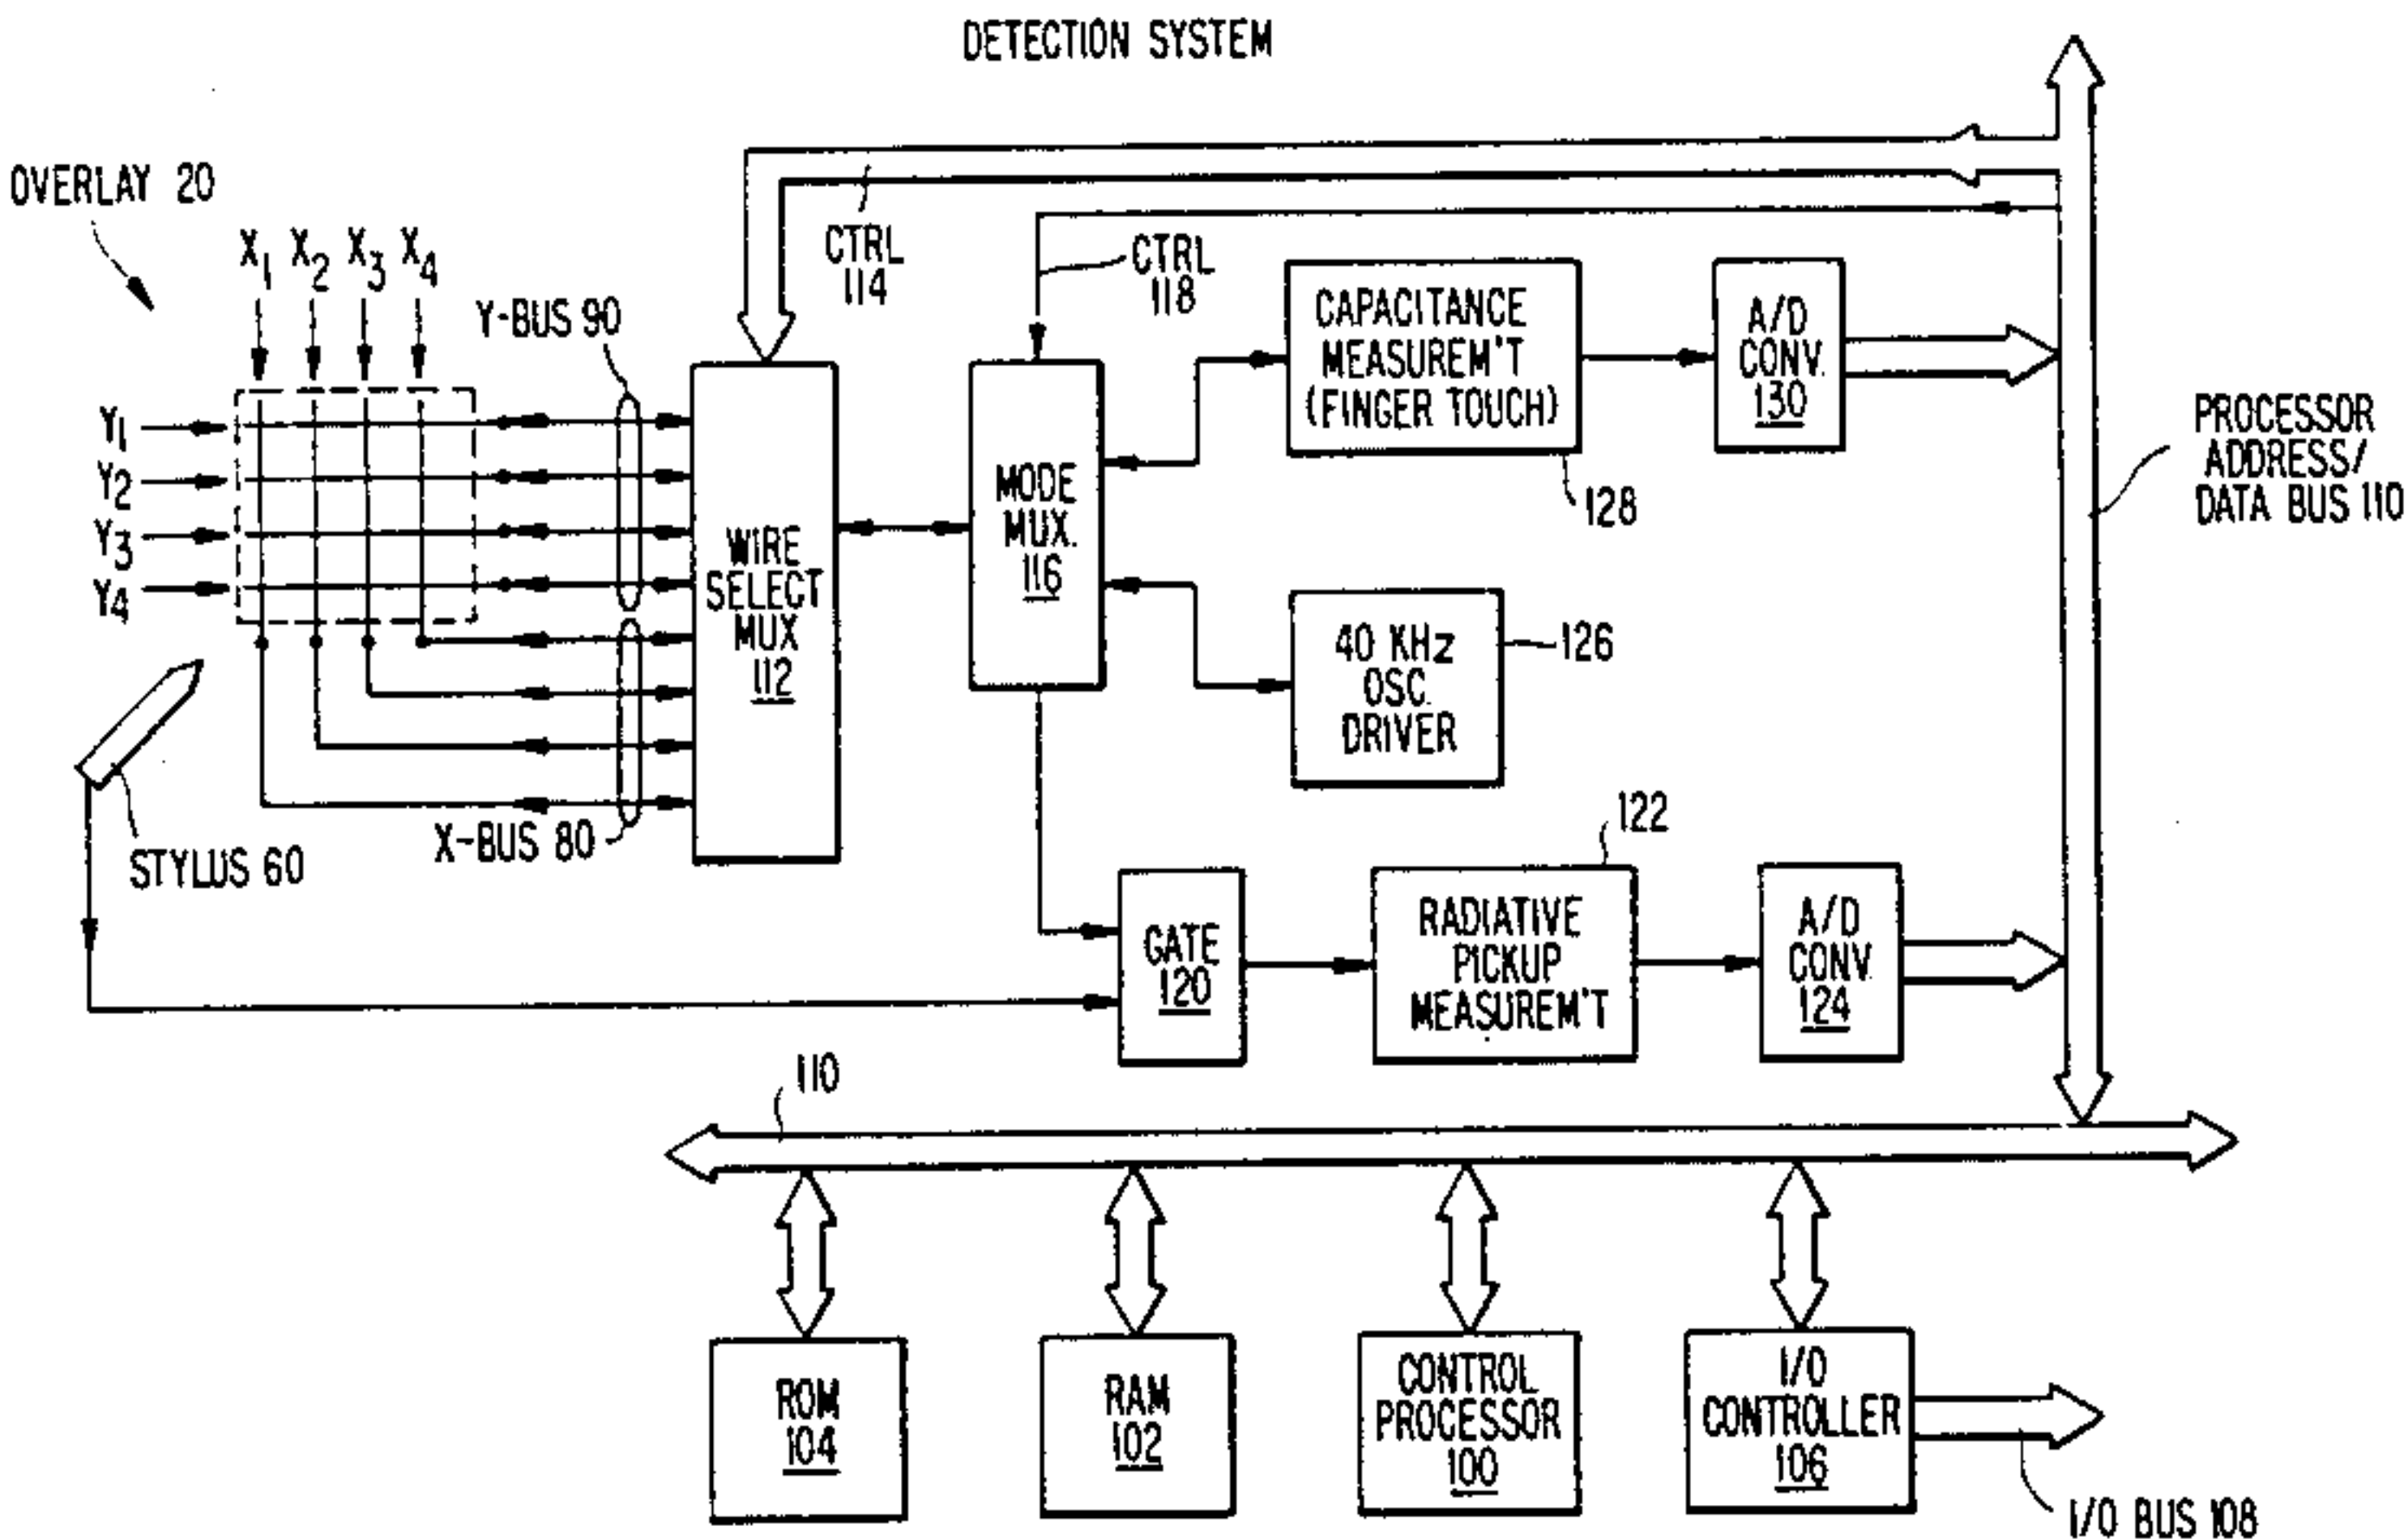 DETECTION SYSTEM
OVERLAY 20
X1 X2 X3 X4
Y1
Y2
Y3
Y4
Y-BUS 90
X-BUS 80
STYLUS 60
CTRL
114
CTRL
118
WIRE
SELECT
MUX
112
MODE
MUX.
116
CAPACITANCE
MEASUREM'T
(FINGER TOUCH)
128
A/D
CONV.
130
40 KHz
OSC.
DRIVER
126
PROCESSOR
ADDRESS/
DATA BUS 110
GATE
120
122
RADIATIVE
PICKUP
MEASUREM'T
A/D
CONV.
124
110
ROM
104
RAM
102
CONTROL
PROCESSOR
100
I/O
CONTROLLER
106
I/O BUS 108